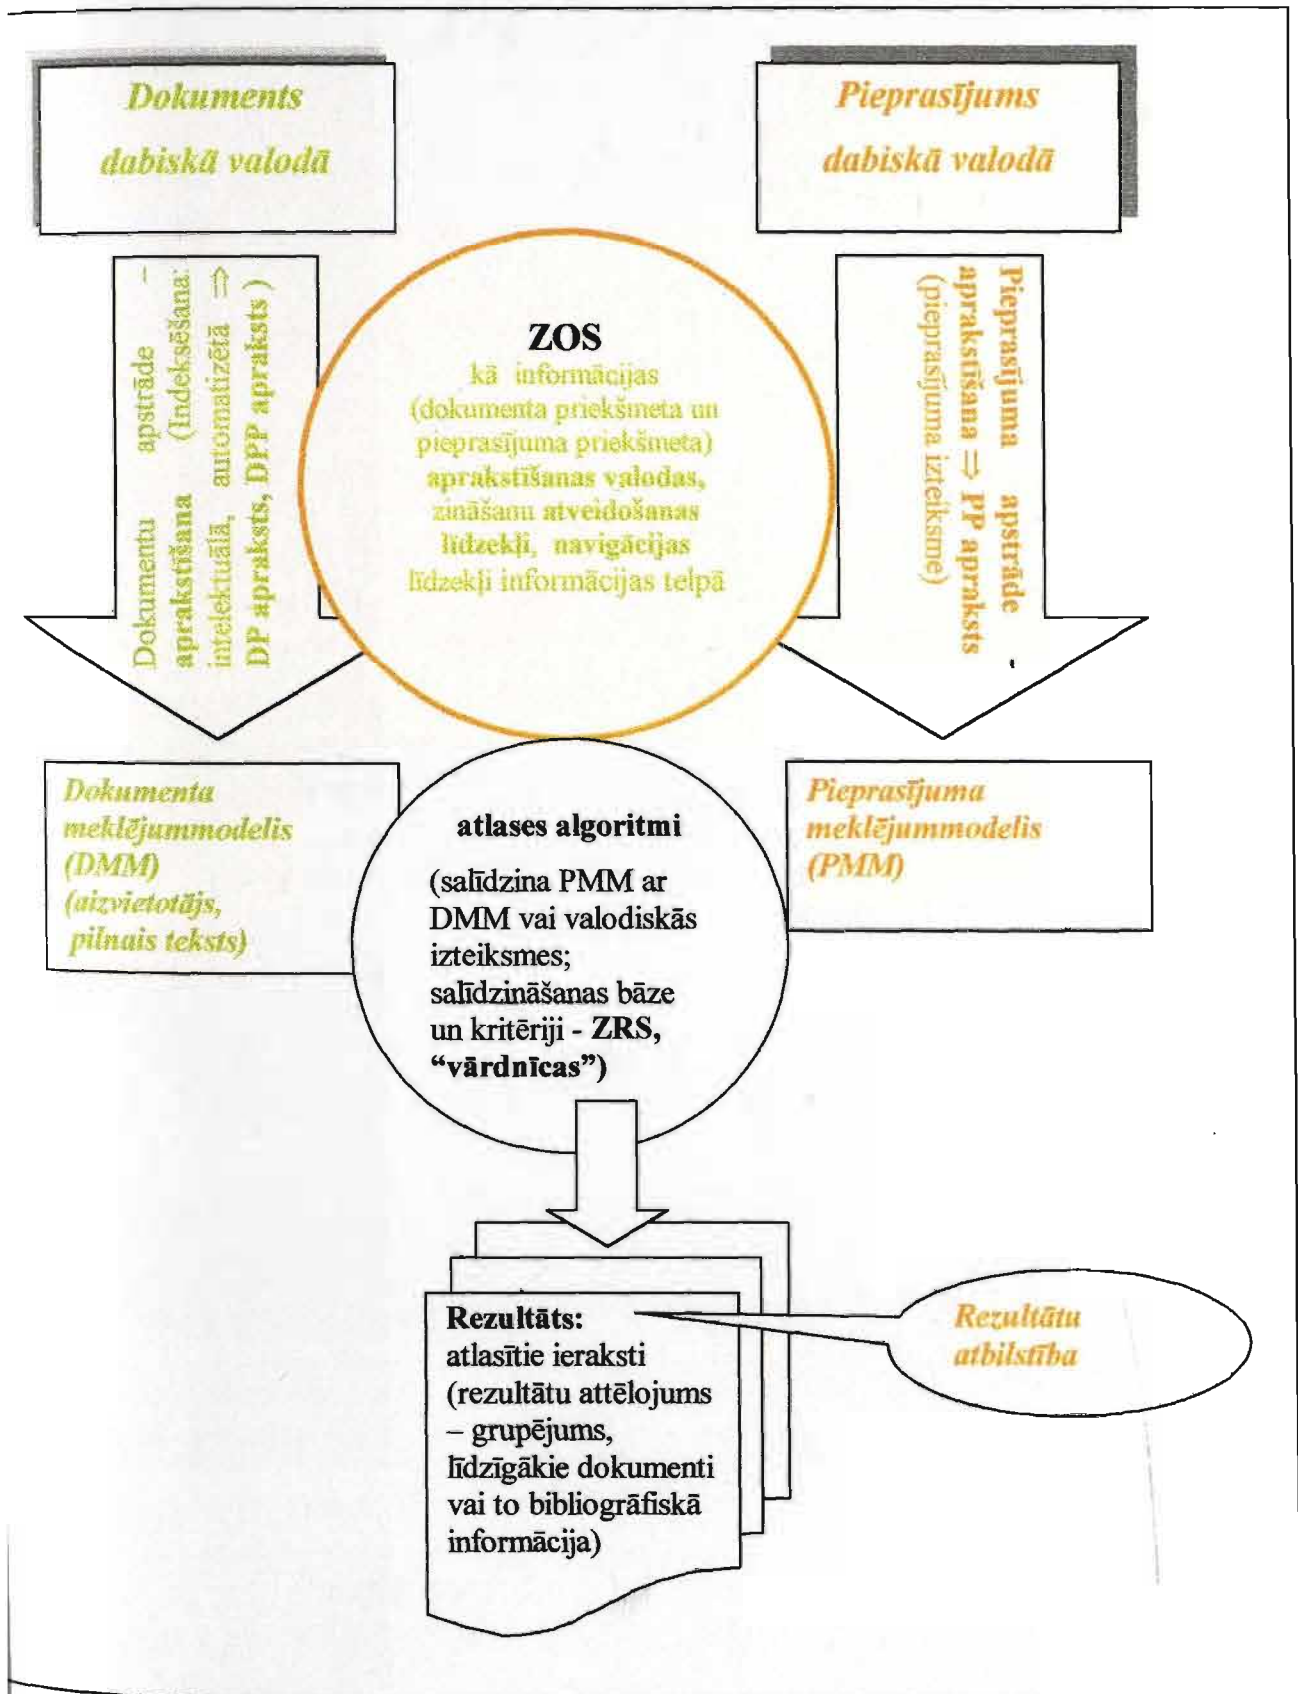 Dokuments
dabiskā valodā
Pieprasījums
dabiskā valodā
Dokumentu apstrāde –
aprakstīšana (Indeksēšana:
intelektuālā, automatizētā ⇒
DP apraksts, DPP apraksts )
ZOS
kā informācijas
(dokumenta priekšmeta un
pieprasījuma priekšmeta)
aprakstīšanas valodas,
zināšanu atveidošanas
līdzekļi, navigācijas
līdzekļi informācijas telpā
Pieprasījuma apstrāde
aprakstīšana ⇒ PP apraksts
(pieprasījuma izteiksme)
Dokumenta
meklējummodelis
(DMM)
(aizvietotājs,
pilnais teksts)
atlases algoritmi
(salīdzina PMM ar
DMM vai valodiskās
izteiksmes;
salīdzināšanas bāze
un kritēriji - ZRS,
“vārdnīcas”)
Pieprasījuma
meklējummodelis
(PMM)
Rezultāts:
atlasītie ieraksti
(rezultātu attēlojums
– grupējums,
līdzīgākie dokumenti
vai to bibliogrāfiskā
informācija)
Rezultātu
atbilstība